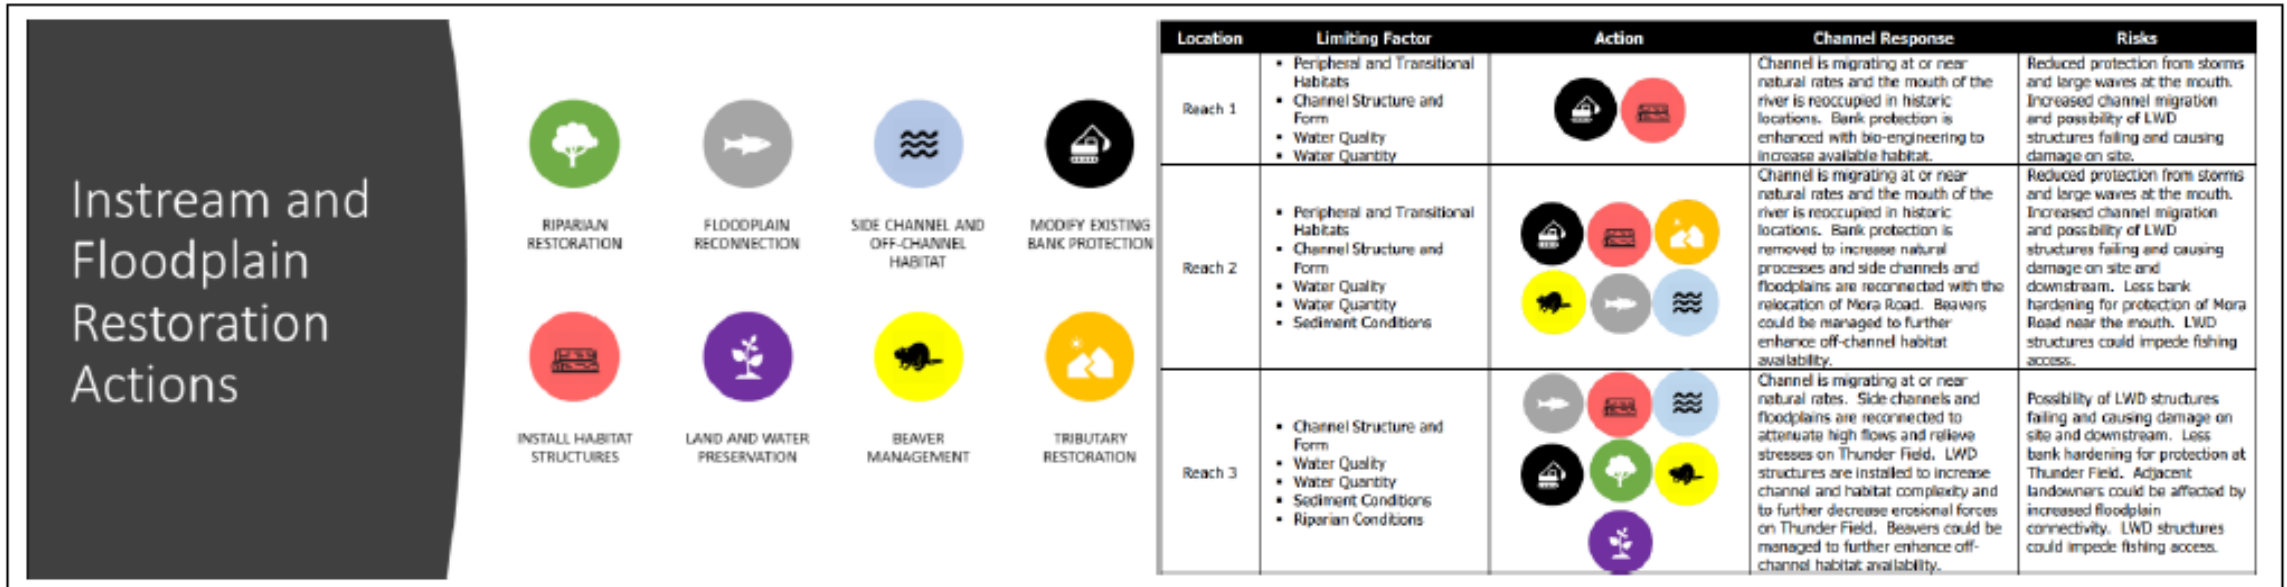 Instream and
Floodplain
Restoration
Actions
RIPARIAN
RESTORATION
FLOODPLAIN
RECONNECTION
SIDE CHANNEL AND
OFF-CHANNEL
HABITAT
MODIFY EXISTING
BANK PROTECTION
INSTALL HABITAT
STRUCTURES
LAND AND WATER
PRESERVATION
BEAVER
MANAGEMENT
TRIBUTARY
RESTORATION
Location Limiting Factor Action Channel Response Risks
Reach 1
▪ Peripheral and Transitional
Habitats
▪ Channel Structure and
Form
▪ Water Quality
▪ Water Quantity
Channel is migrating at or near
natural rates and the mouth of the
river is reoccupied in historic
locations. Bank protection is
enhanced with bio-engineering to
increase available habitat.
Reduced protection from storms
and large waves at the mouth.
Increased channel migration
and possibility of LWD
structures failing and causing
damage on site.
Reach 2
▪ Peripheral and Transitional
Habitats
▪ Channel Structure and
Form
▪ Water Quality
▪ Water Quantity
▪ Sediment Conditions
Channel is migrating at or near
natural rates and the mouth of the
river is reoccupied in historic
locations. Bank protection is
removed to increase natural
processes and side channels and
floodplains are reconnected with the
relocation of Mora Road. Beavers
could be managed to further
enhance off-channel habitat
availability.
Reduced protection from storms
and large waves at the mouth.
Increased channel migration
and possibility of LWD
structures failing and causing
damage on site and
downstream. Less bank
hardening for protection of Mora
Road near the mouth. LWD
structures could impede fishing
access.
Reach 3
▪ Channel Structure and
Form
▪ Water Quality
▪ Water Quantity
▪ Sediment Conditions
▪ Riparian Conditions
Channel is migrating at or near
natural rates. Side channels and
floodplains are reconnected to
attenuate high flows and relieve
stresses on Thunder Field. LWD
structures are installed to increase
channel and habitat complexity and
to further decrease erosional forces
on Thunder Field. Beavers could be
managed to further enhance off-
channel habitat availability.
Possibility of LWD structures
failing and causing damage on
site and downstream. Less
bank hardening for protection at
Thunder Field. Adjacent
landowners could be affected by
increased floodplain
connectivity. LWD structures
could impede fishing access.